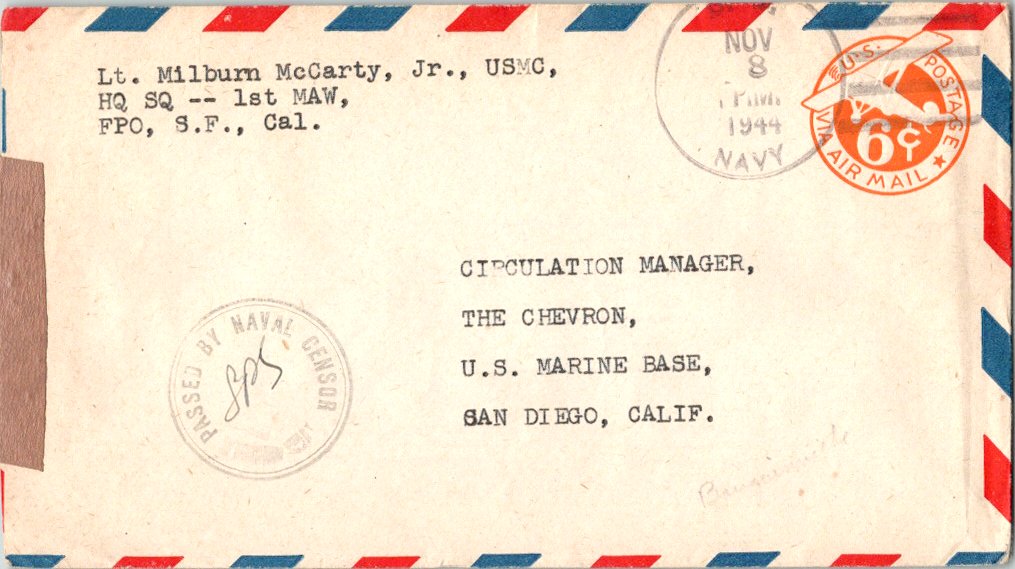 Lt. Milburn McCarty, Jr., USMC,
HQ SQ -- 1st MAW,
FPO, S.F., Cal.
NOV
8
P.M.
1944
NAVY
U.S. POSTAGE
6¢
VIA AIR MAIL
CIRCULATION MANAGER,
THE CHEVRON,
U.S. MARINE BASE,
SAN DIEGO, CALIF.
PASSED BY NAVAL CENSOR